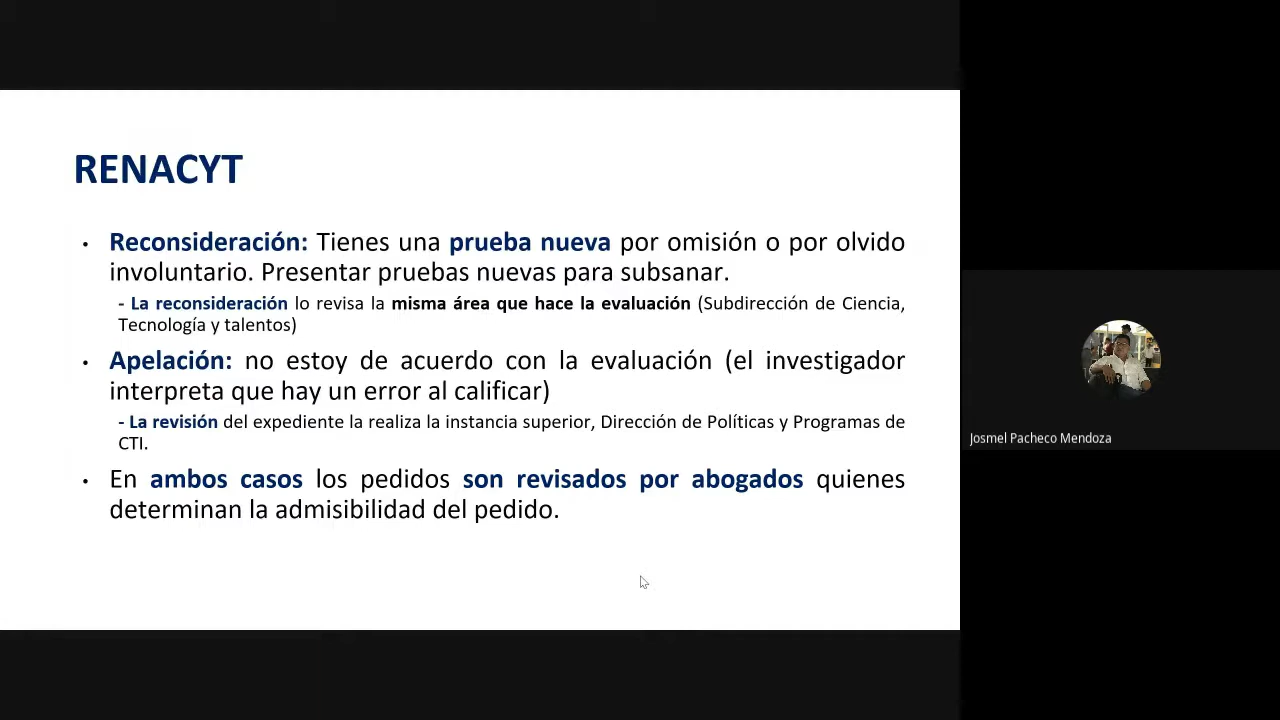 RENACYT
• Reconsideración: Tienes una prueba nueva por omisión o por olvido
involuntario. Presentar pruebas nuevas para subsanar.
- La reconsideración lo revisa la misma área que hace la evaluación (Subdirección de Ciencia,
Tecnología y talentos)
• Apelación: no estoy de acuerdo con la evaluación (el investigador
interpreta que hay un error al calificar)
- La revisión del expediente la realiza la instancia superior, Dirección de Políticas y Programas de
CTI.
• En ambos casos los pedidos son revisados por abogados quienes
determinan la admisibilidad del pedido.
Josmel Pacheco Mendoza